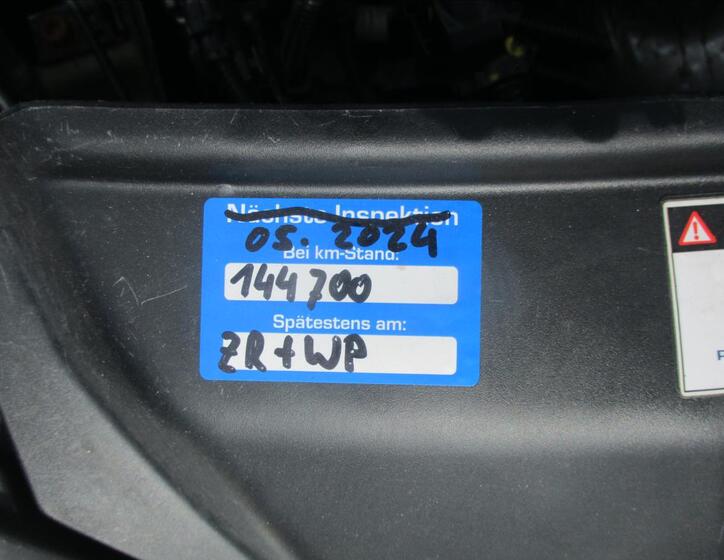 Nächste Inspektion
05. 2024
Bei km-Stand:
144700
Spätestens am:
ZR + WP